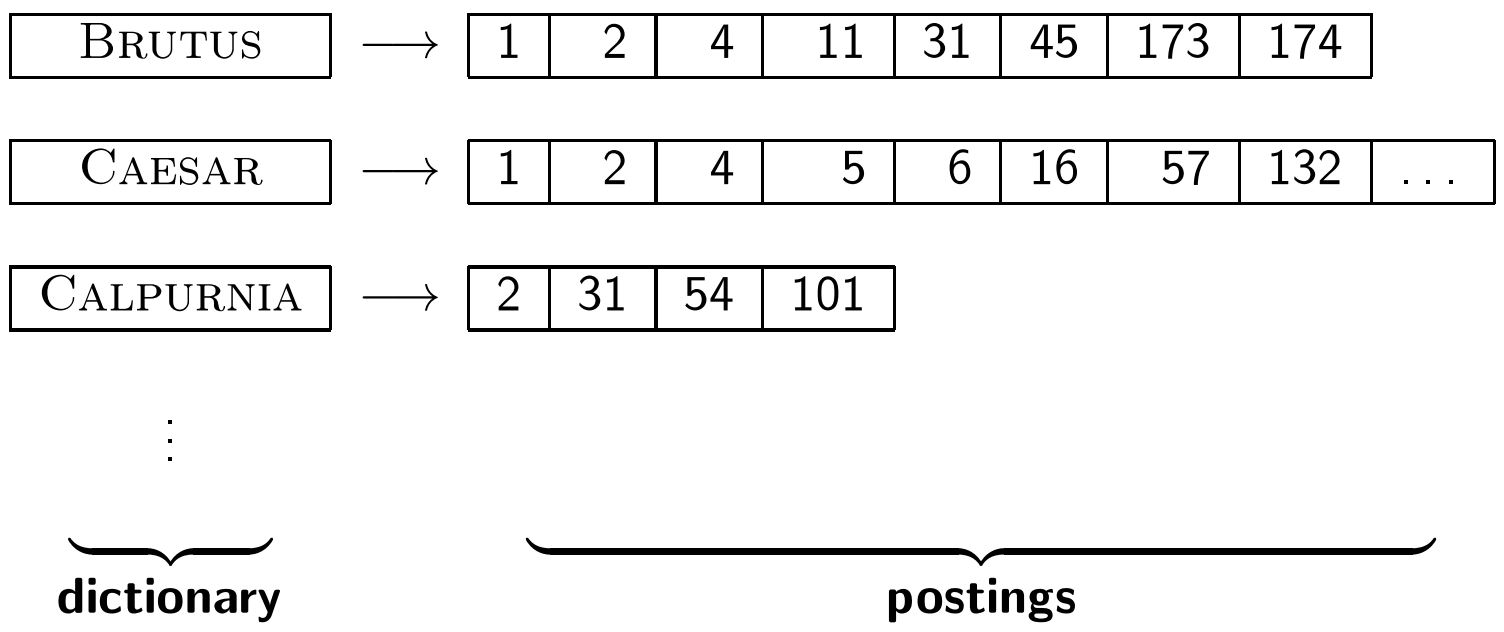 BRUTUS ⟶ 1 2 4 11 31 45 173 174
CAESAR ⟶ 1 2 4 5 6 16 57 132 ...
CALPURNIA ⟶ 2 31 54 101
⋮
dictionary postings